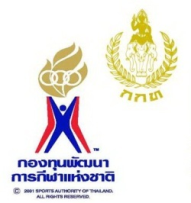 กกท
™
กองทุนพัฒนา
การกีฬาแห่งชาติ
© 2001 SPORTS AUTHORITY OF THAILAND.
ALL RIGHTS RESERVED.